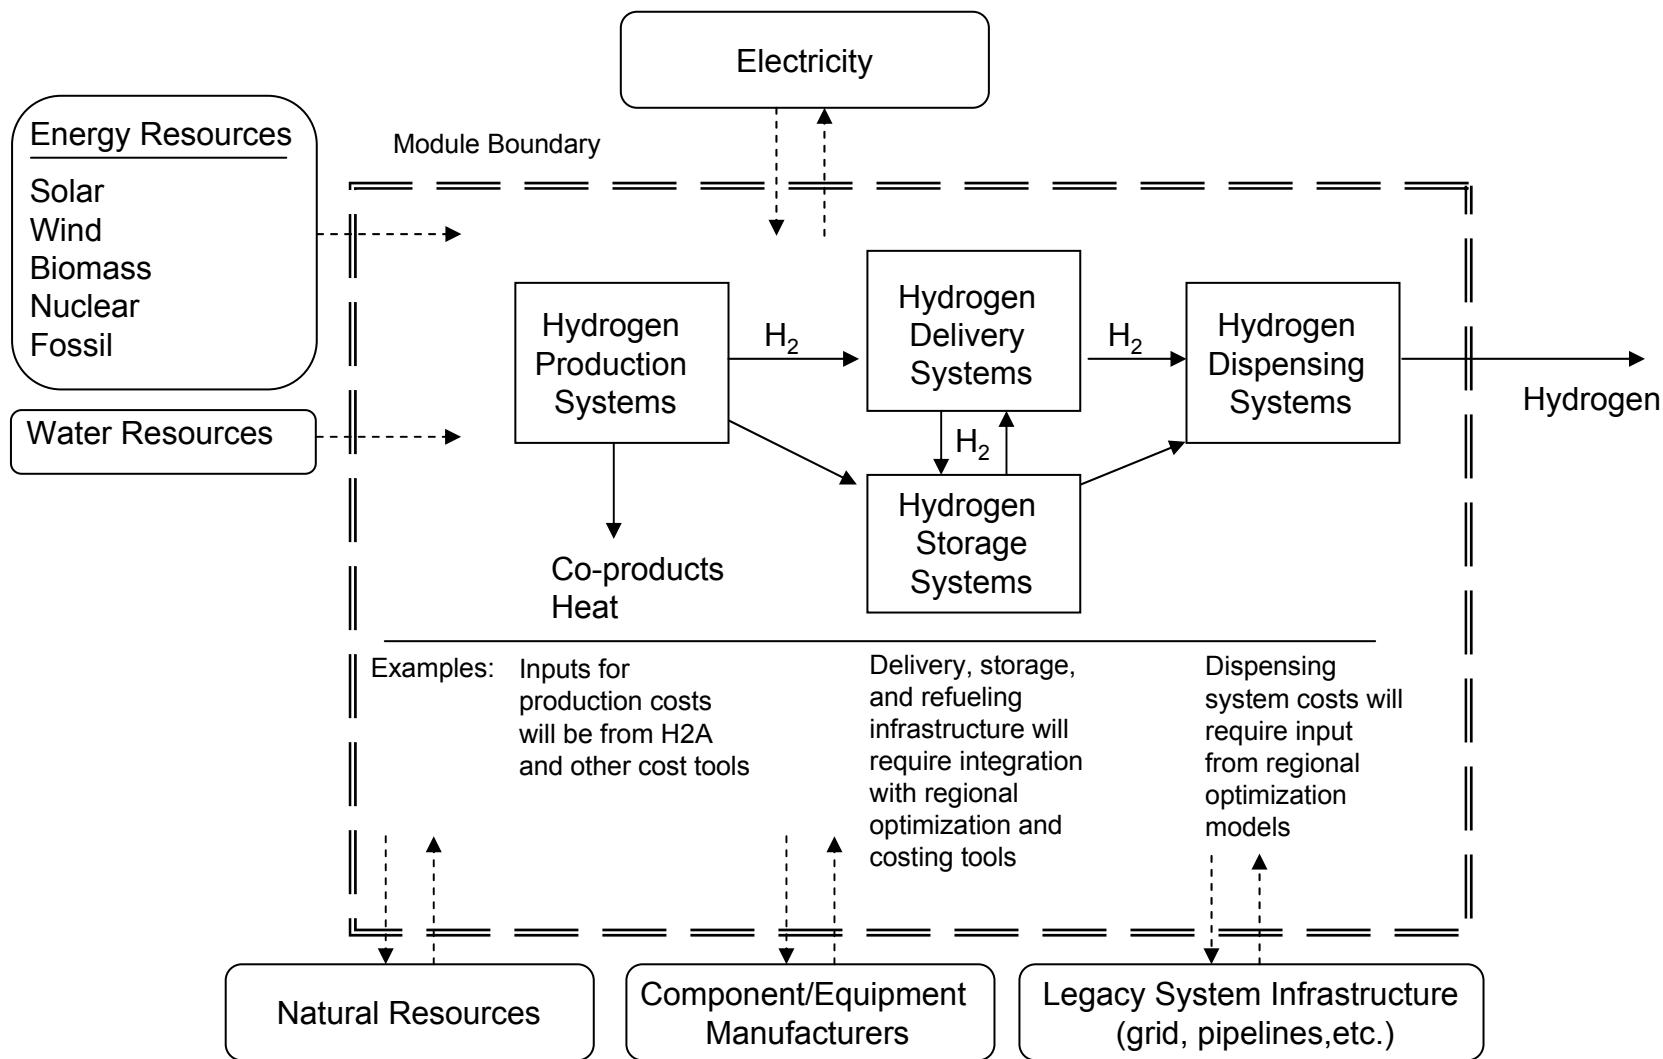 Electricity
Energy Resources
Solar
Wind
Biomass
Nuclear
Fossil
Module Boundary
Water Resources
Hydrogen
Production
Systems
H2
Hydrogen
Delivery
Systems
H2
Hydrogen
Dispensing
Systems
Hydrogen
H2
Hydrogen
Storage
Systems
Co-products
Heat
Examples:
Inputs for
production costs
will be from H2A
and other cost tools
Delivery, storage,
and refueling
infrastructure will
require integration
with regional
optimization and
costing tools
Dispensing
system costs will
require input
from regional
optimization
models
Natural Resources
Component/Equipment
Manufacturers
Legacy System Infrastructure
(grid, pipelines,etc.)